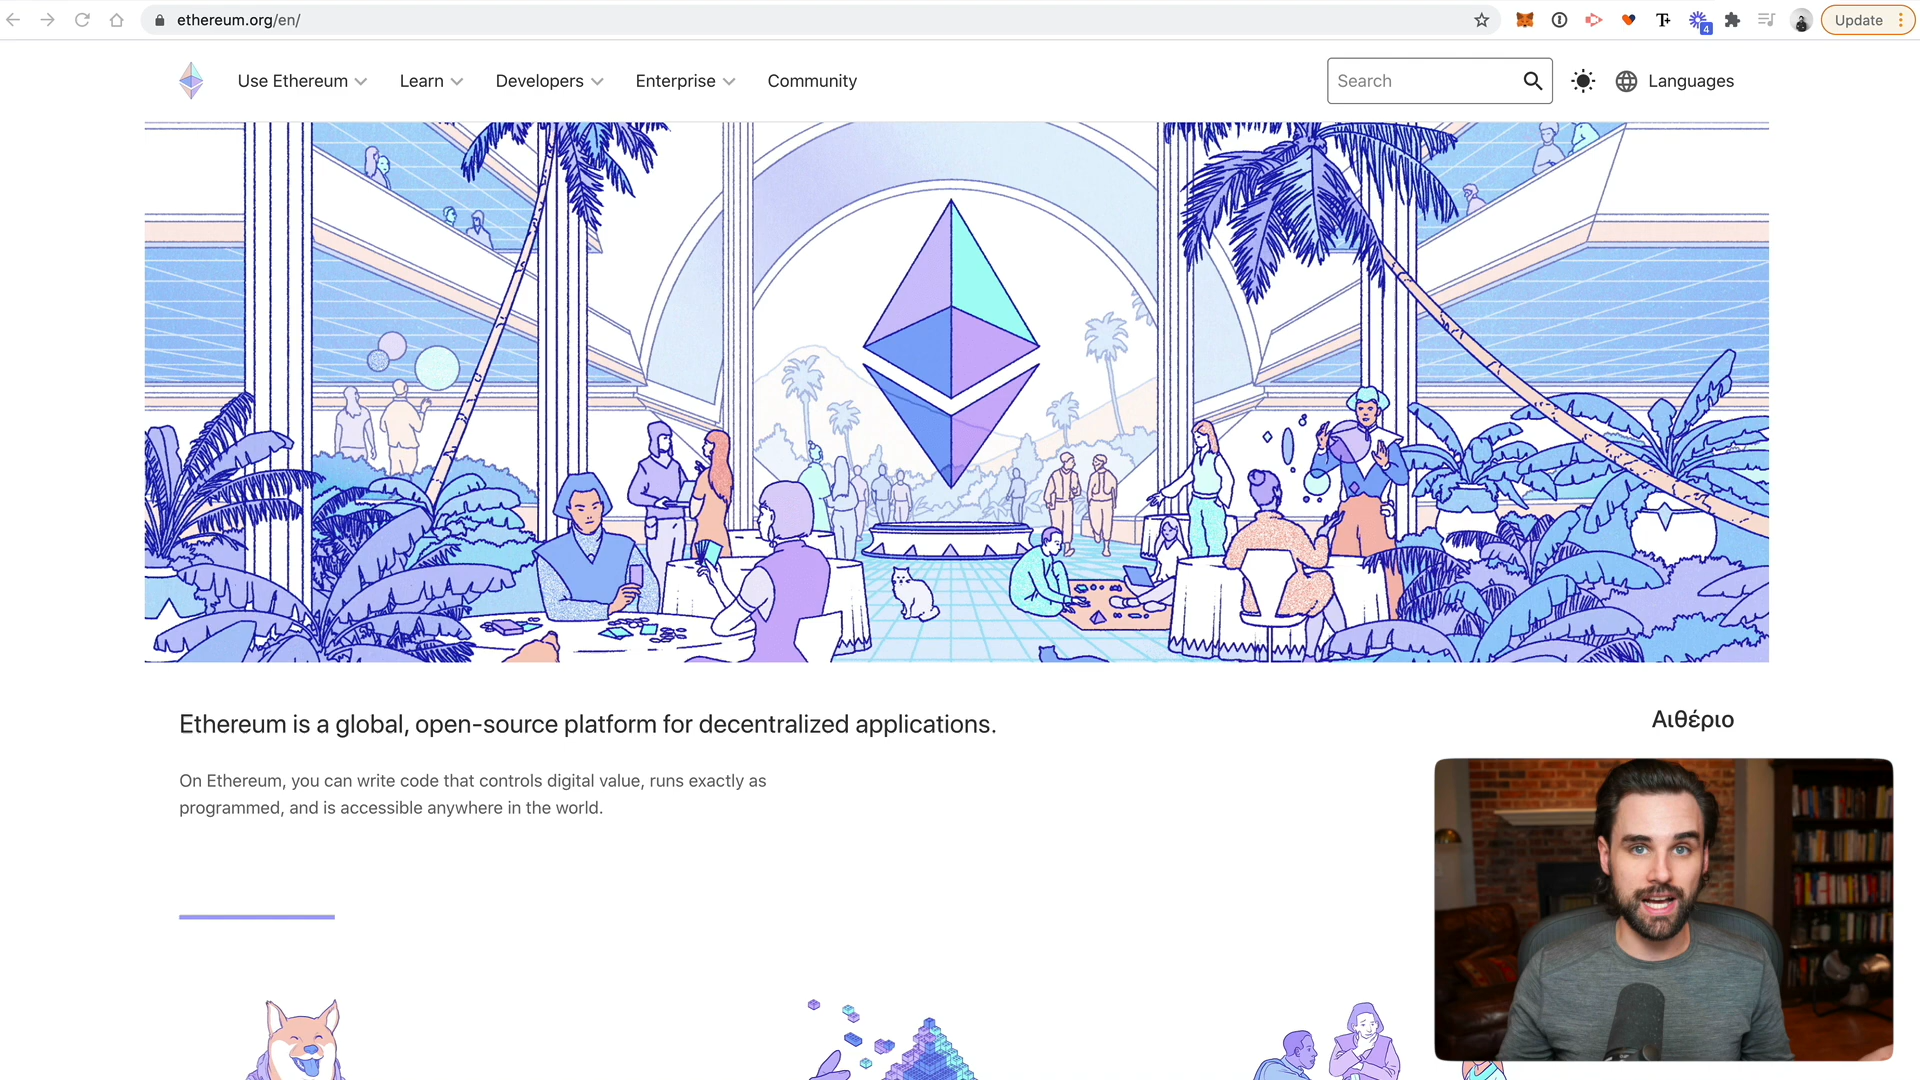 ethereum.org/en/
4
Update
Use Ethereum
Learn
Developers
Enterprise
Community
Search
Languages
Ethereum is a global, open-source platform for decentralized applications.
Αιθέριο
On Ethereum, you can write code that controls digital value, runs exactly as
programmed, and is accessible anywhere in the world.